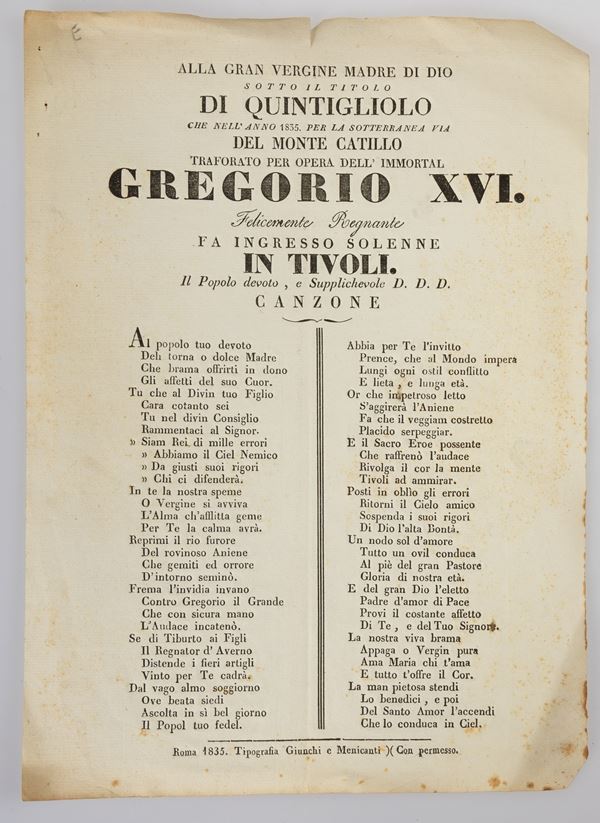 E
ALLA GRAN VERGINE MADRE DI DIO
SOTTO IL TITOLO
DI QUINTIGLIOLO
CHE NELL'ANNO 1835. PER LA SOTTERRANEA VIA
DEL MONTE CATILLO
TRAFORATO PER OPERA DELL' IMMORTAL
GREGORIO XVI.
Felicemente Regnante
FA INGRESSO SOLENNE
IN TIVOLI.
Il Popolo devoto , e Supplichevole D. D. D.
CANZONE
Al popolo tuo devoto
Deh torna o dolce Madre
Che brama offrirti in dono
Gli affetti del suo Cuor.
Tu che al Divin tuo Figlio
Cara cotanto sei
Tu nel divin Consiglio
Rammentaci al Signor.
» Siam Rei di mille errori
» Abbiamo il Ciel Nemico
» Da giusti suoi rigori
» Chi ci difenderà.
In te la nostra speme
O Vergine si avviva
L'Alma ch'afflitta geme
Per Te la calma avrà.
Reprimi il rio furore
Del rovinoso Aniene
Che gemiti ed orrore
D'intorno seminò.
Frema l'invidia invano
Contro Gregorio il Grande
Che con sicura mano
L'Audace incatenò.
Se di Tiburto ai Figli
Il Regnator d' Averno
Distende i fieri artigli
Vinto per Te cadrà.
Dal vago almo soggiorno
Ove beata siedi
Ascolta in sì bel giorno
Il Popol tuo fedel.
Abbia per Te l'invitto
Prence, che al Mondo impera
Lungi ogni ostil conflitto
E lieta , e lunga età.
Or che impetroso letto
S'aggirerà l'Aniene
Fa che il veggiam costretto
Placido serpeggiar.
E il Sacro Eroe possente
Che raffrenò l'audace
Rivolga il cor la mente
Tivoli ad ammirar.
Posti in oblìo gli errori
Ritorni il Cielo amico
Sospenda i suoi rigori
Di Dio l'alta Bontà.
Un nodo sol d'amore
Tutto un ovil conduca
Al piè del gran Pastore
Gloria di nostra età.
E del gran Dio l'eletto
Padre d'amor di Pace
Provi il costante affetto
Di Te , e del Tuo Signore.
La nostra viva brama
Appaga o Vergin pura
Ama Maria chi t'ama
E tutto t'offre il Cor.
La man pietosa stendi
Lo benedici , e poi
Del Santo Amor l'accendi
Che lo conduca in Ciel.
Roma 1835. Tipografia Giunchi e Menicanti )( Con permesso.